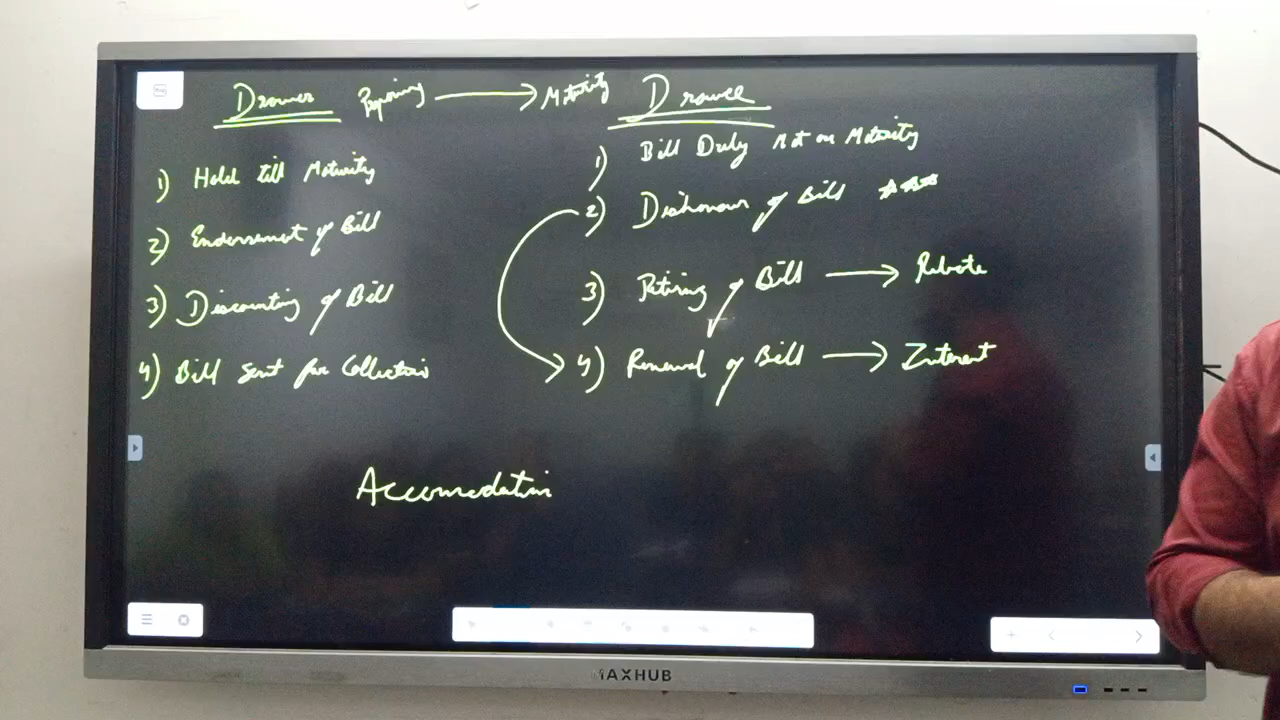 Drawer Beginning → Maturity Drawee
1) Hold till Maturity
2) Endorsement of Bill
3) Discounting of Bill
4) Bill Sent for Collection
1) Bill Duly Met on Maturity
2) Dishonour of Bill ***
3) Retiring of Bill → Rebate
4) Renewal of Bill → Interest
Accomodation
MAXHUB